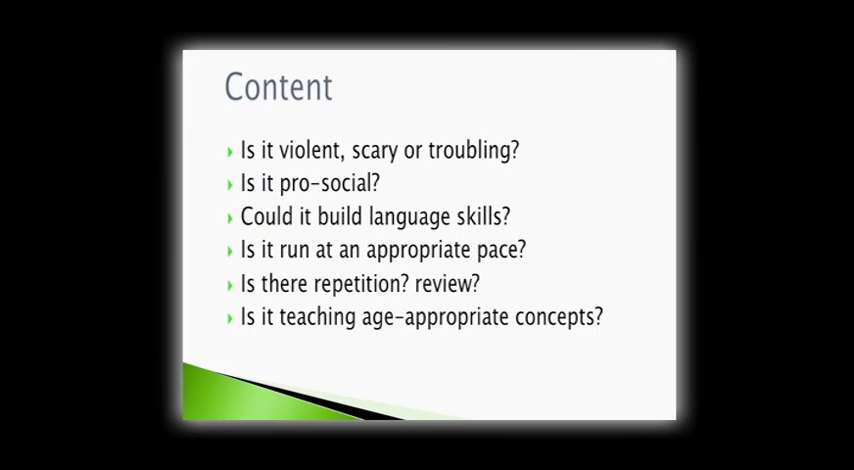 Content
Is it violent, scary or troubling?
Is it pro-social?
Could it build language skills?
Is it run at an appropriate pace?
Is there repetition? review?
Is it teaching age-appropriate concepts?